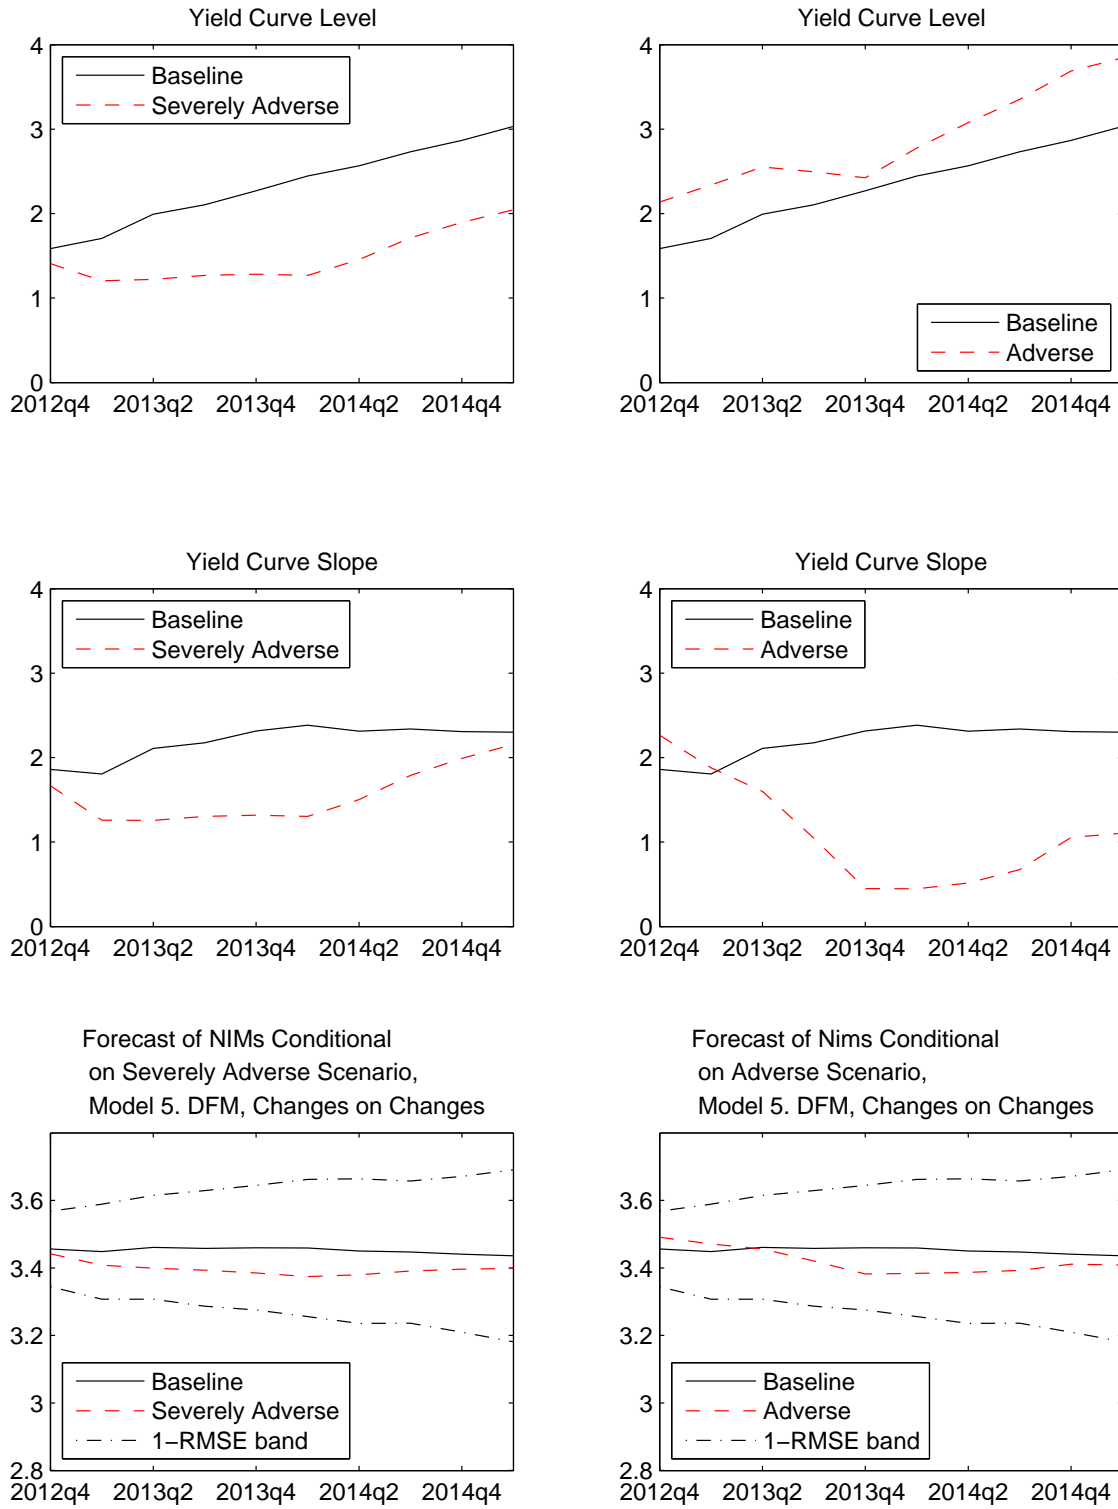 Yield Curve Level
4
3
2
1
0
Baseline
Severely Adverse
2012q4 2013q2 2013q4 2014q2 2014q4
Yield Curve Level
4
3
2
1
0
Baseline
Adverse
2012q4 2013q2 2013q4 2014q2 2014q4
Yield Curve Slope
4
3
2
1
0
Baseline
Severely Adverse
2012q4 2013q2 2013q4 2014q2 2014q4
Yield Curve Slope
4
3
2
1
0
Baseline
Adverse
2012q4 2013q2 2013q4 2014q2 2014q4
Forecast of NIMs Conditional
on Severely Adverse Scenario,
Model 5. DFM, Changes on Changes
3.6
3.4
3.2
3
2.8
Baseline
Severely Adverse
1−RMSE band
2012q4 2013q2 2013q4 2014q2 2014q4
Forecast of Nims Conditional
on Adverse Scenario,
Model 5. DFM, Changes on Changes
3.6
3.4
3.2
3
2.8
Baseline
Adverse
1−RMSE band
2012q4 2013q2 2013q4 2014q2 2014q4